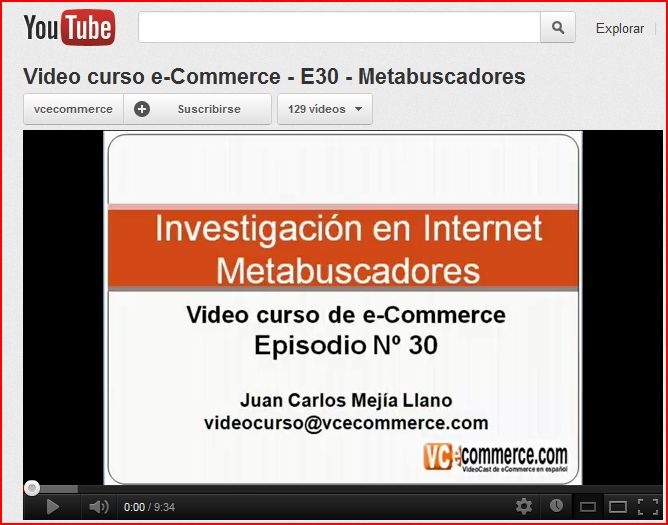 YouTube
Explorar
Video curso e-Commerce - E30 - Metabuscadores
vcecommerce
Suscribirse
129 videos
Investigación en Internet
Metabuscadores
Video curso de e-Commerce
Episodio Nº 30
Juan Carlos Mejía Llano
videocurso@vcecommerce.com
VCecommerce.com
VideoCast de eCommerce en español
0:00 / 9:34